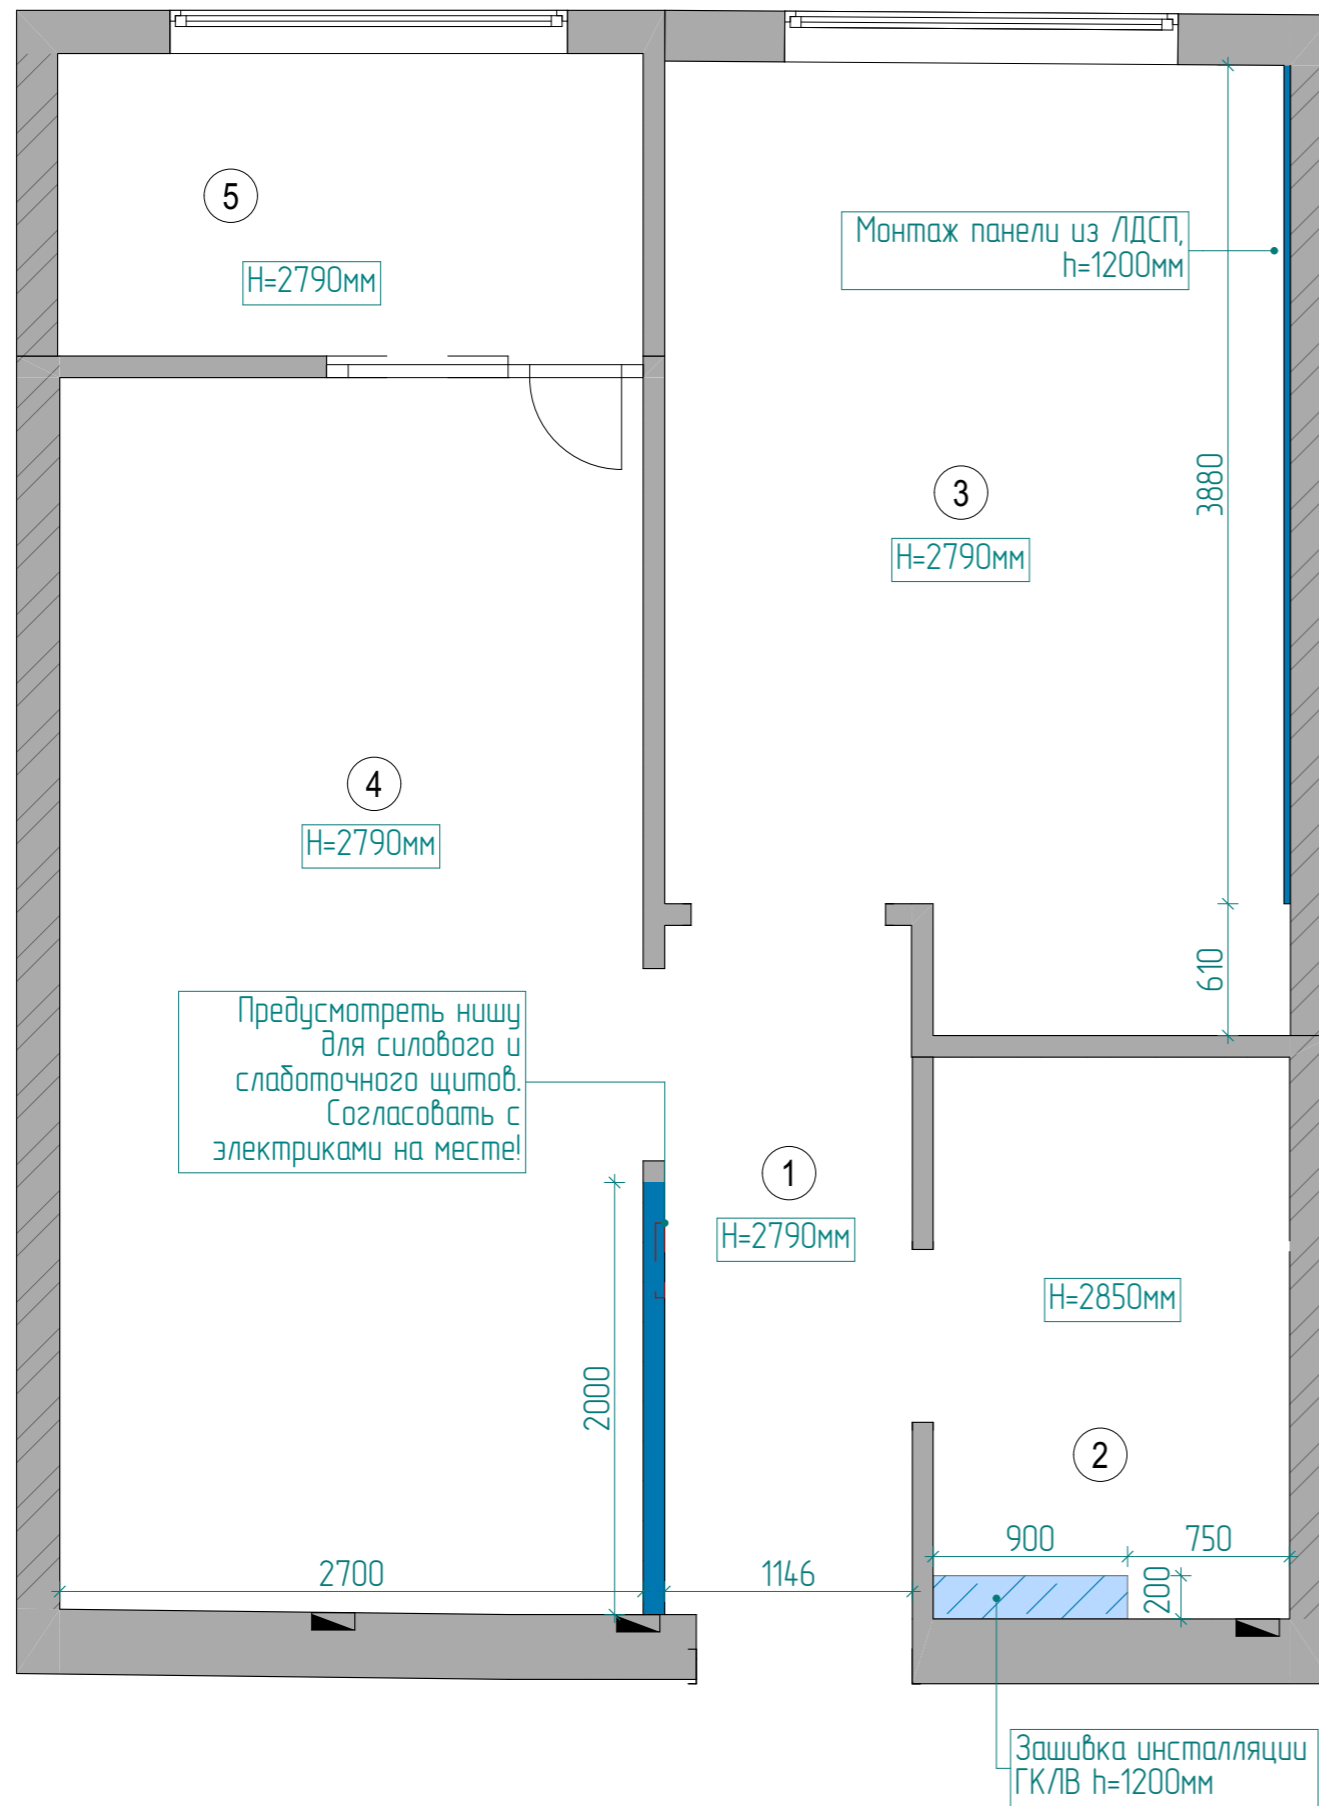 5
H=2790мм
Монтаж панели из ЛДСП,
h=1200мм
3880
3
H=2790мм
4
H=2790мм
610
Предусмотреть нишу
для силового и
слаботочного щитов.
Согласовать с
электриками на месте!
1
H=2790мм
H=2850мм
2000
2
900
750
2700
1146
200
Зашивка инсталляции
ГКЛВ h=1200мм